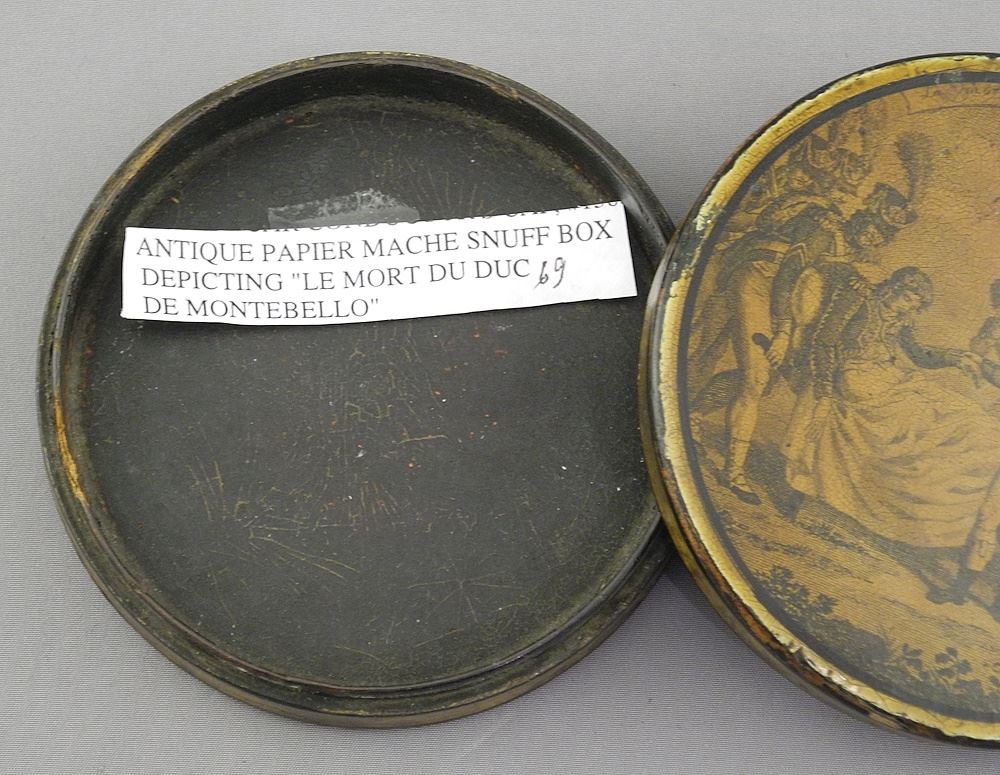 ANTIQUE PAPIER MACHE SNUFF BOX
DEPICTING "LE MORT DU DUC 69
DE MONTEBELLO"